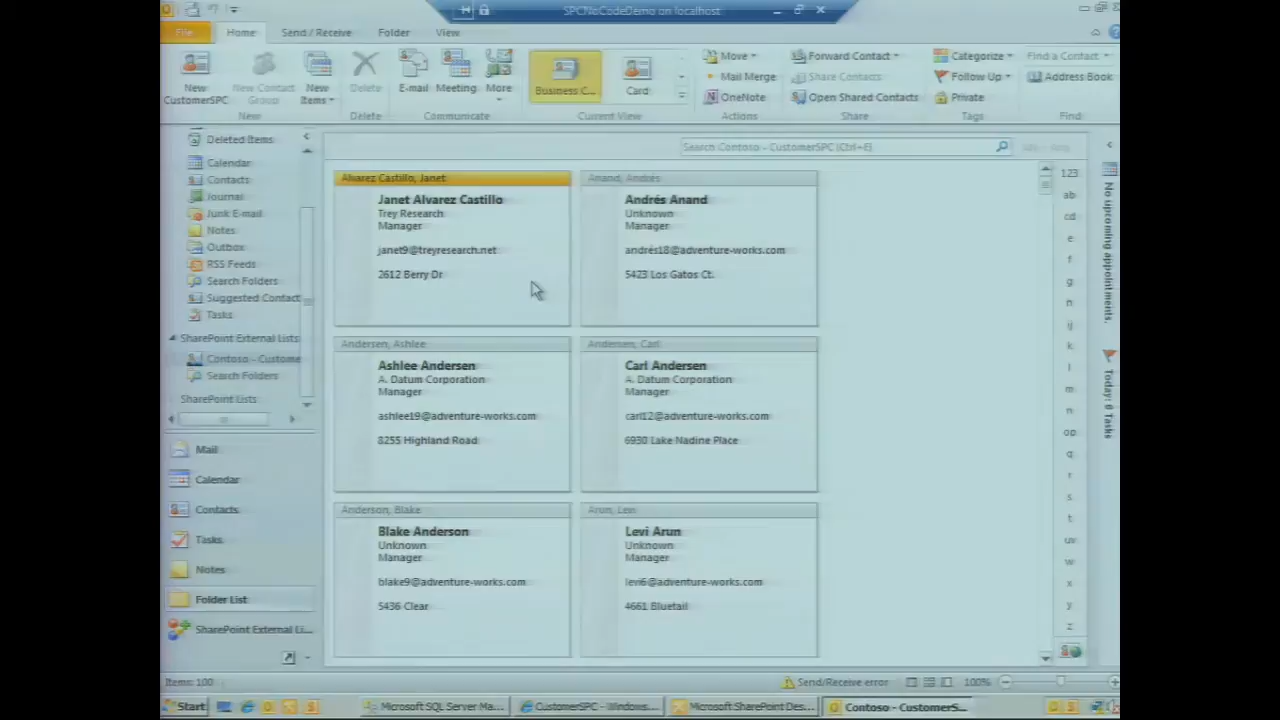 SPCNoCodeDemo on localhost
File Home Send / Receive Folder View
New CustomerSPC
New Contact Group
New Items
Delete
E-mail Meeting More
Business C... Card
Move
Mail Merge
OneNote
Forward Contact
Share Contacts
Open Shared Contacts
Categorize
Follow Up
Private
Find a Contact
Address Book
New Delete Communicate Current View Actions Share Tags Find
Deleted Items
Calendar
Contacts
Journal
Junk E-mail
Notes
Outbox
RSS Feeds
Search Folders
Suggested Contact
Tasks
SharePoint External Lists
Contoso - Custome
Search Folders
SharePoint Lists
Mail
Calendar
Contacts
Tasks
Notes
Folder List
SharePoint External Li...
Search Contoso - CustomerSPC (Ctrl+E)
Alvarez Castillo, Janet
Janet Alvarez Castillo
Trey Research
Manager
janet9@treyresearch.net
2612 Berry Dr
Anand, Andrés
Andrés Anand
Unknown
Manager
andrés18@adventure-works.com
5423 Los Gatos Ct.
Andersen, Ashlee
Ashlee Andersen
A. Datum Corporation
Manager
ashlee19@adventure-works.com
8255 Highland Road
Andersen, Carl
Carl Andersen
A. Datum Corporation
Manager
carl12@adventure-works.com
6930 Lake Nadine Place
Anderson, Blake
Blake Anderson
Unknown
Manager
blake9@adventure-works.com
5436 Clear
Arun, Levi
Levi Arun
Unknown
Manager
levi6@adventure-works.com
4661 Bluetail
123
ab
cd
e
f
g
h
ij
k
l
m
n
op
q
r
s
t
uv
w
x
y
z
No upcoming appointments.
Today: 0 Tasks
Items: 100
Send/Receive error
100%
Start
Microsoft SQL Server Ma...
CustomerSPC - Windows...
Microsoft SharePoint Des...
Contoso - CustomerS...